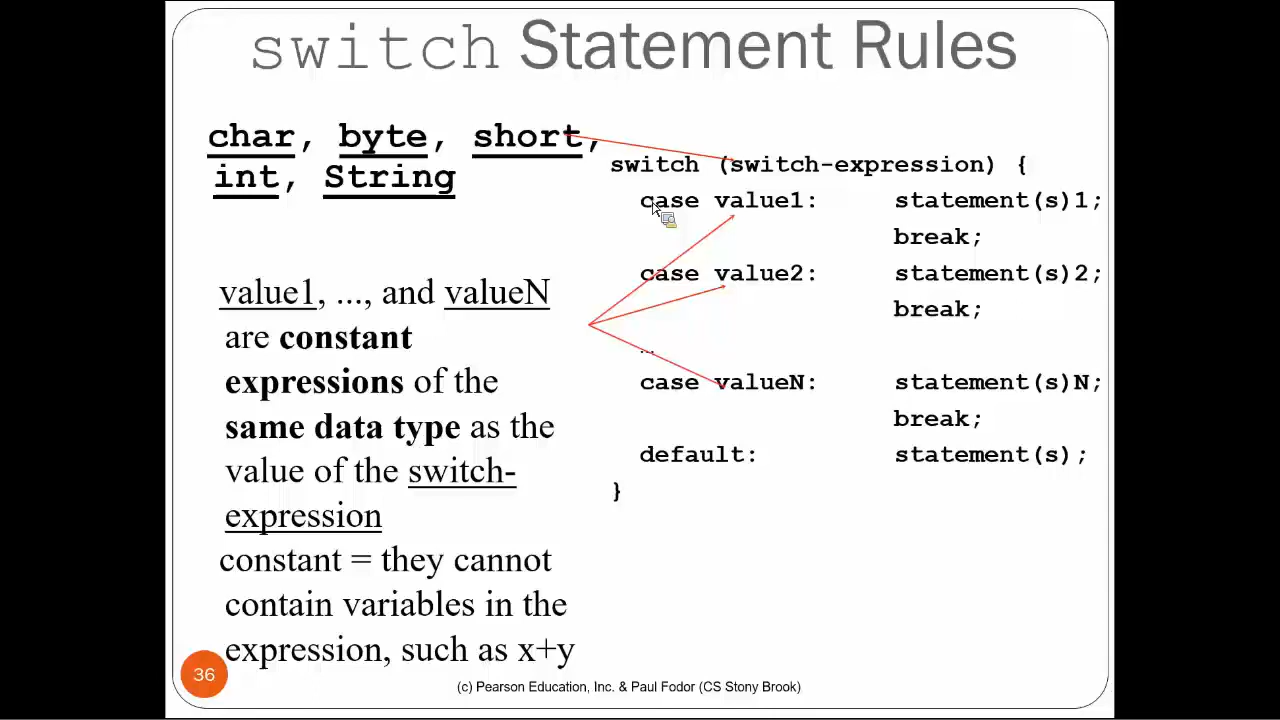 switch Statement Rules
char, byte, short,
int, String
value1, ..., and valueN
are constant
expressions of the
same data type as the
value of the switch-
expression
constant = they cannot
contain variables in the
expression, such as x+y
switch (switch-expression) {
case value1: statement(s)1;
break;
case value2: statement(s)2;
break;
…
case valueN: statement(s)N;
break;
default: statement(s);
}
36
(c) Pearson Education, Inc. & Paul Fodor (CS Stony Brook)